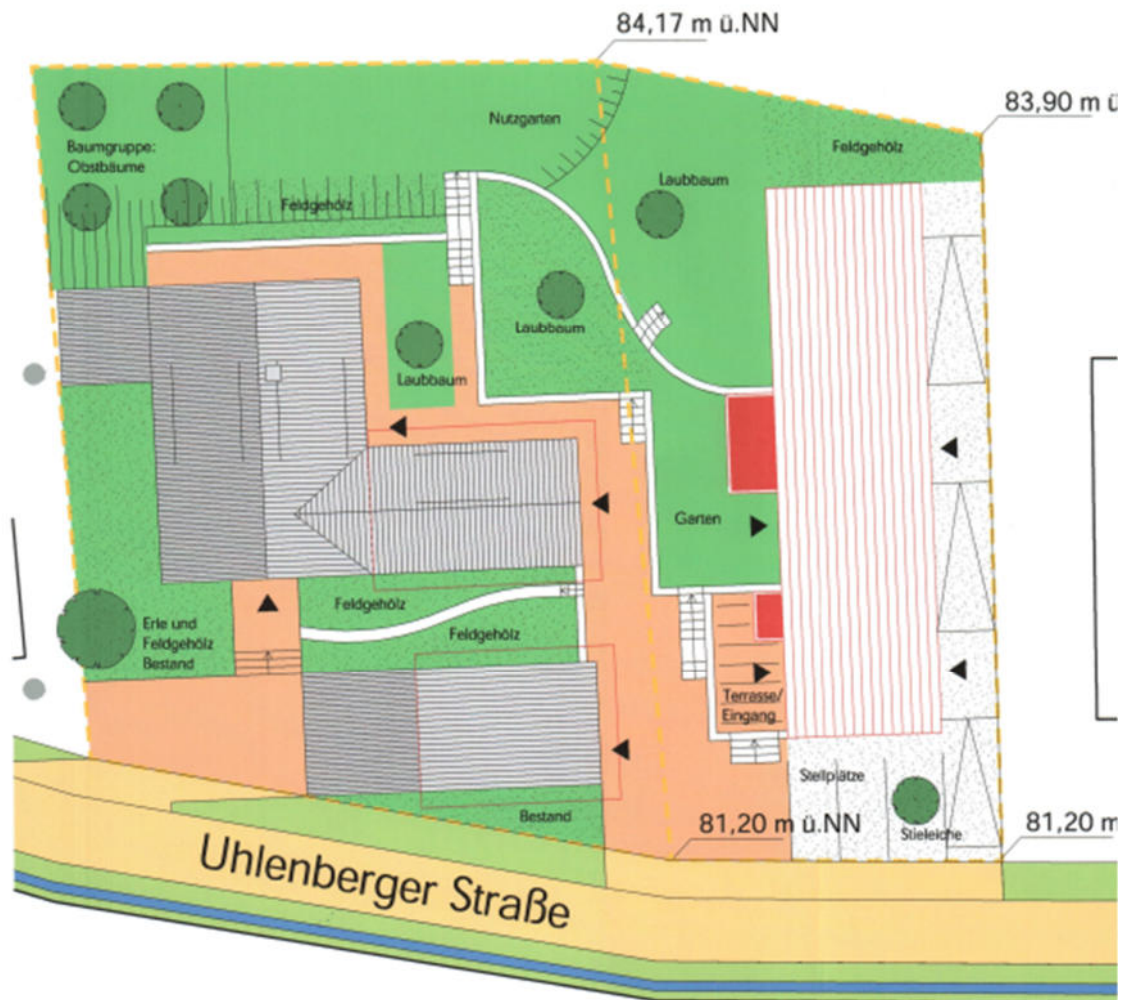 84,17 m ü.NN
83,90 m ü
Nutzgarten
Baumgruppe:
Obstbäume
Feldgehölz
Laubbaum
Feldgehölz
Laubbaum
Laubbaum
Garten
Feldgehölz
Feldgehölz
Erle und
Feldgehölz
Bestand
Terrasse/
Eingang
Stellplätze
Bestand
81,20 m ü.NN
Stieleiche
81,20 m
Uhlenberger Straße